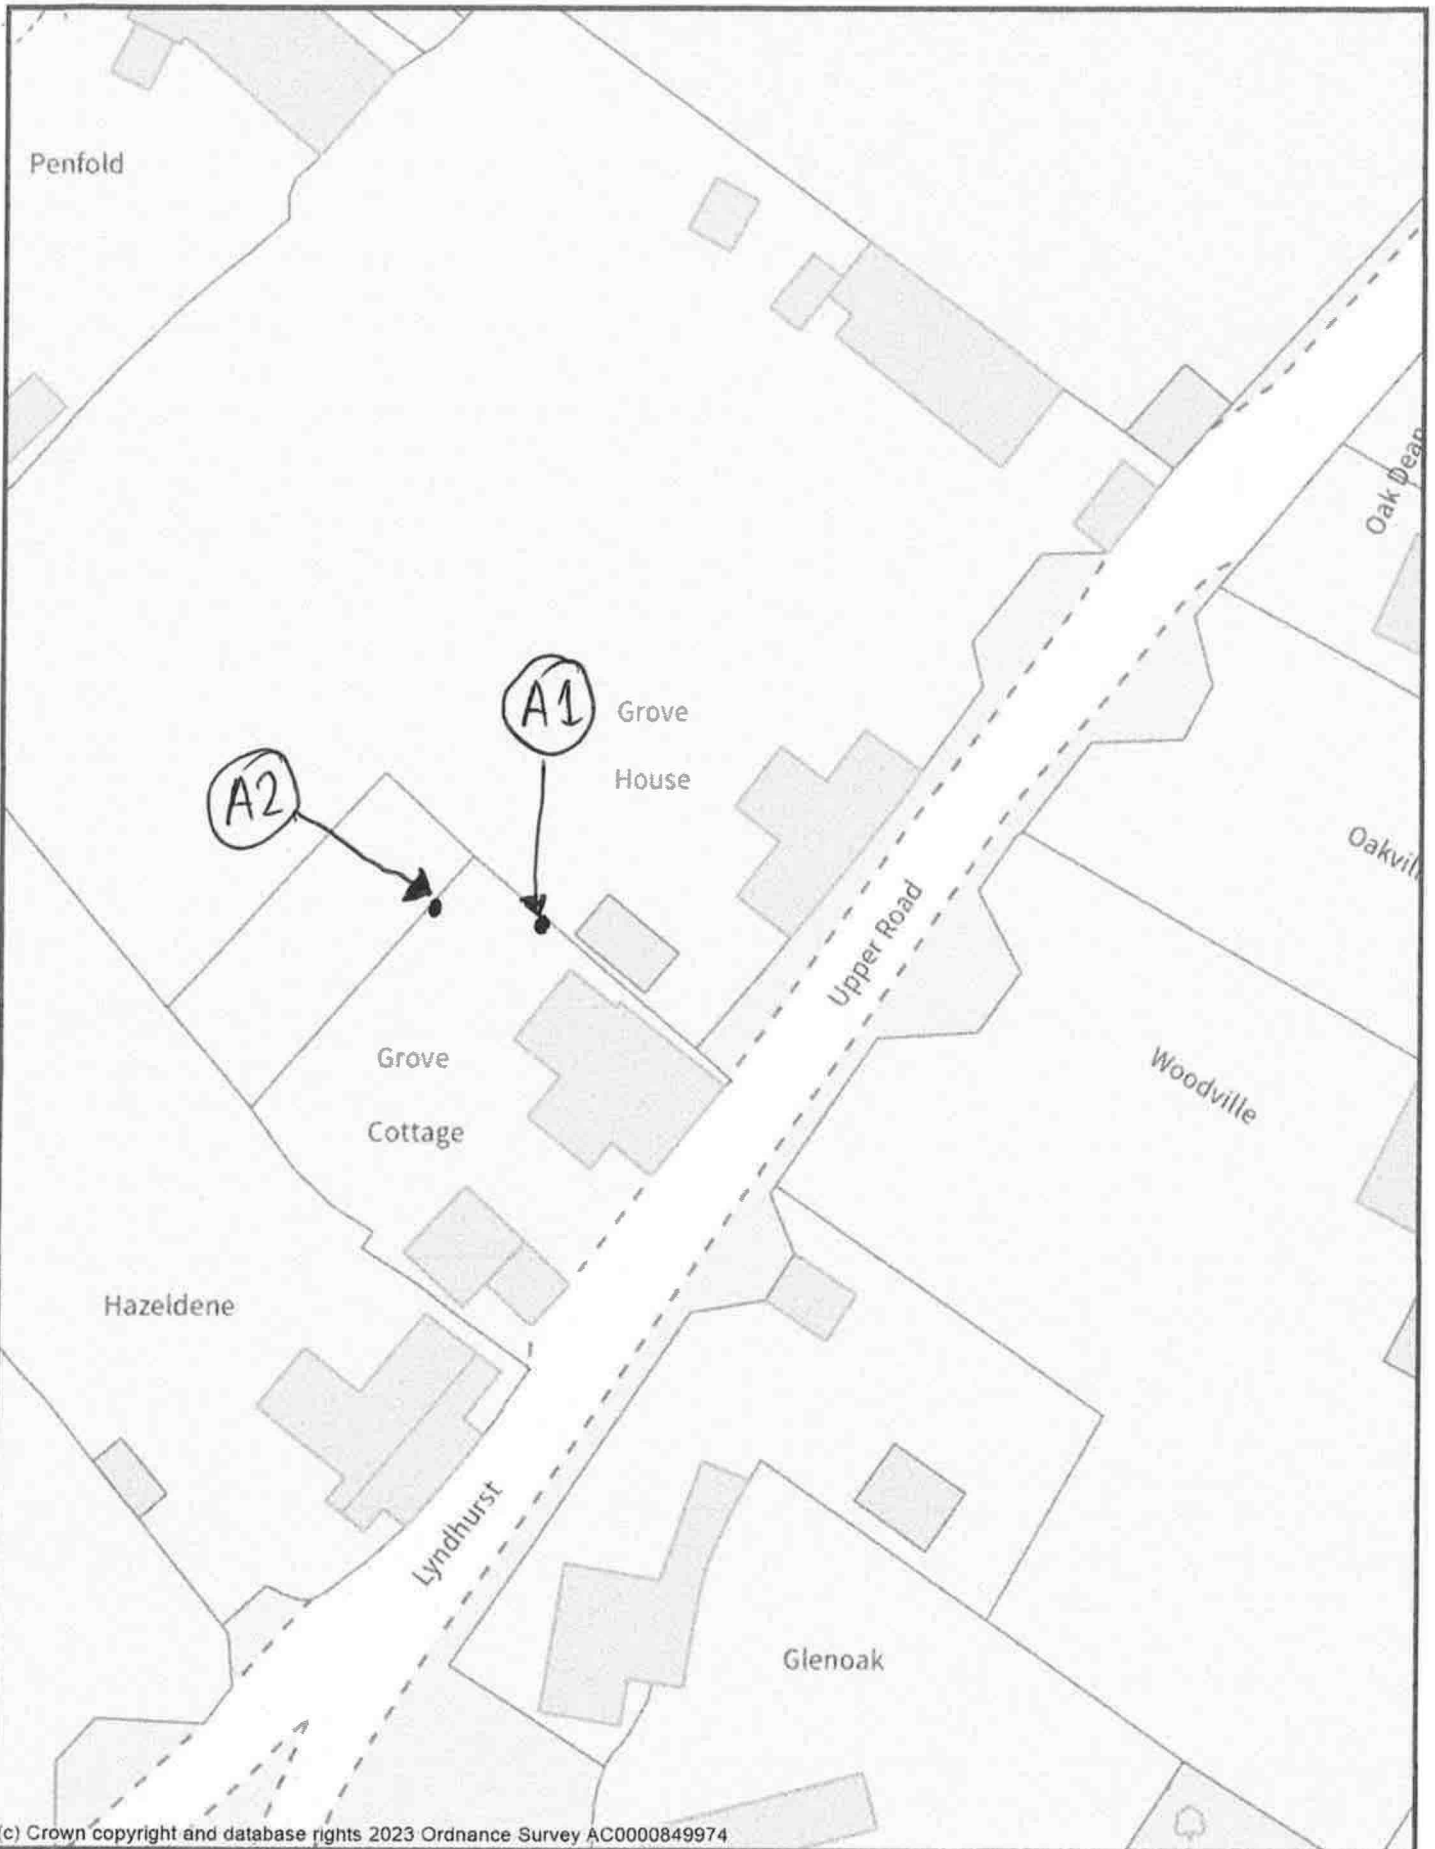 Penfold
Oak Dean
A1
Grove
House
A2
Oakvil
Upper Road
Grove
Cottage
Woodville
Hazeldene
Lyndhurst
Glenoak
(c) Crown copyright and database rights 2023 Ordnance Survey AC0000849974